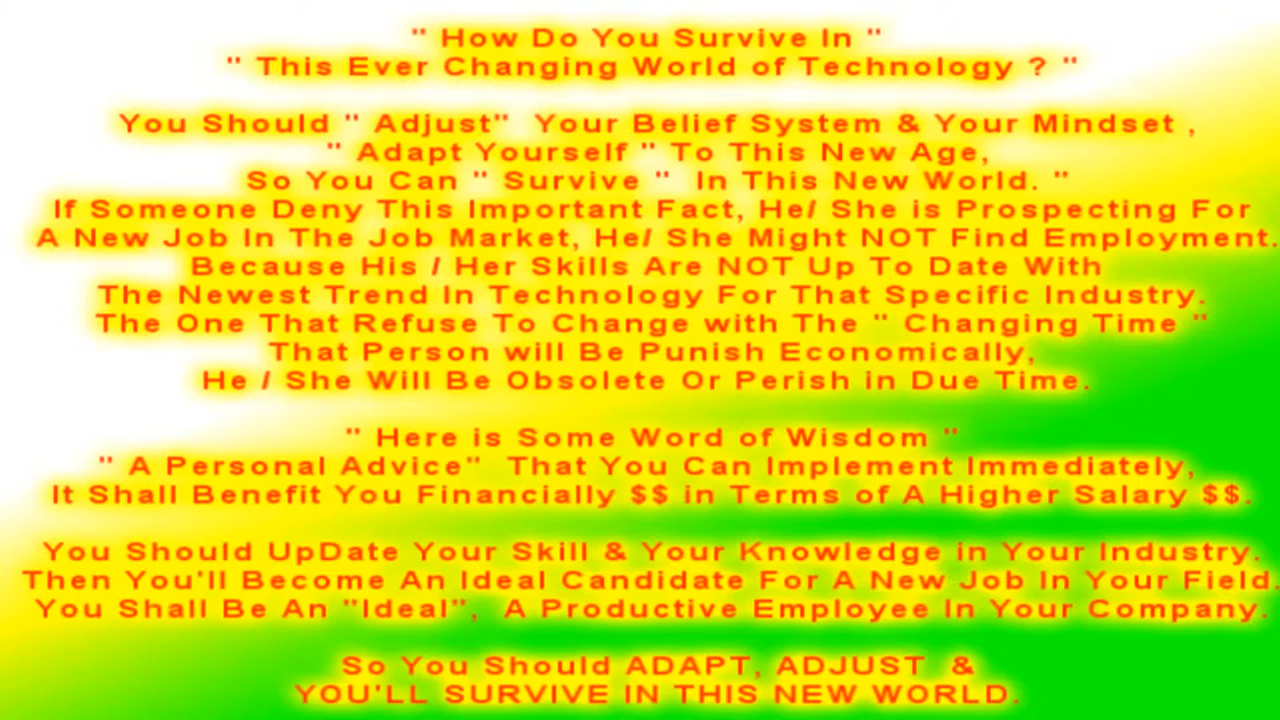 " How Do You Survive In "
" This Ever Changing World of Technology ? "
You Should " Adjust"  Your Belief System & Your Mindset ,
" Adapt Yourself " To This New Age,
So You Can " Survive "  In This New World. "
If Someone Deny This Important Fact, He/ She is Prospecting For
A New Job In The Job Market, He/ She Might NOT Find Employment.
Because His / Her Skills Are NOT Up To Date With
The Newest Trend In Technology For That Specific Industry.
The One That Refuse To Change with The " Changing Time "
That Person will Be Punish Economically,
He / She Will Be Obsolete Or Perish in Due Time.
" Here is Some Word of Wisdom "
" A Personal Advice"  That You Can Implement Immediately,
It Shall Benefit You Financially $$ in Terms of A Higher Salary $$.
You Should UpDate Your Skill & Your Knowledge in Your Industry.
Then You'll Become An Ideal Candidate For A New Job In Your Field.
You Shall Be An "Ideal",  A Productive Employee In Your Company.
So You Should ADAPT, ADJUST  &
YOU'LL SURVIVE IN THIS NEW WORLD.